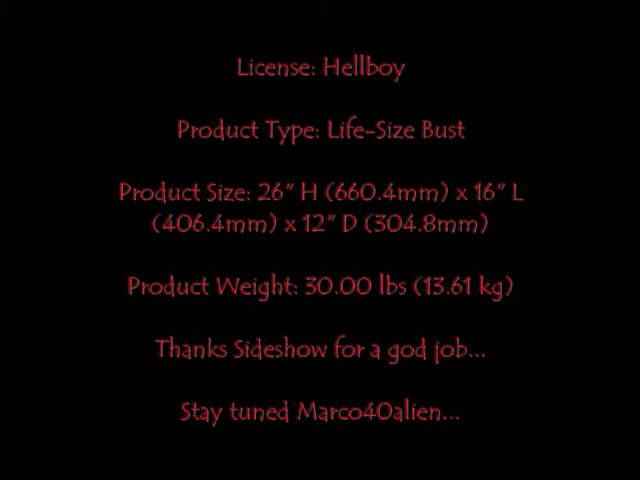 License: Hellboy
Product Type: Life-Size Bust
Product Size: 26" H (660.4mm) x 16" L
(406.4mm) x 12" D (304.8mm)
Product Weight: 30.00 lbs (13.61 kg)
Thanks Sideshow for a god job...
Stay tuned Marco40alien...